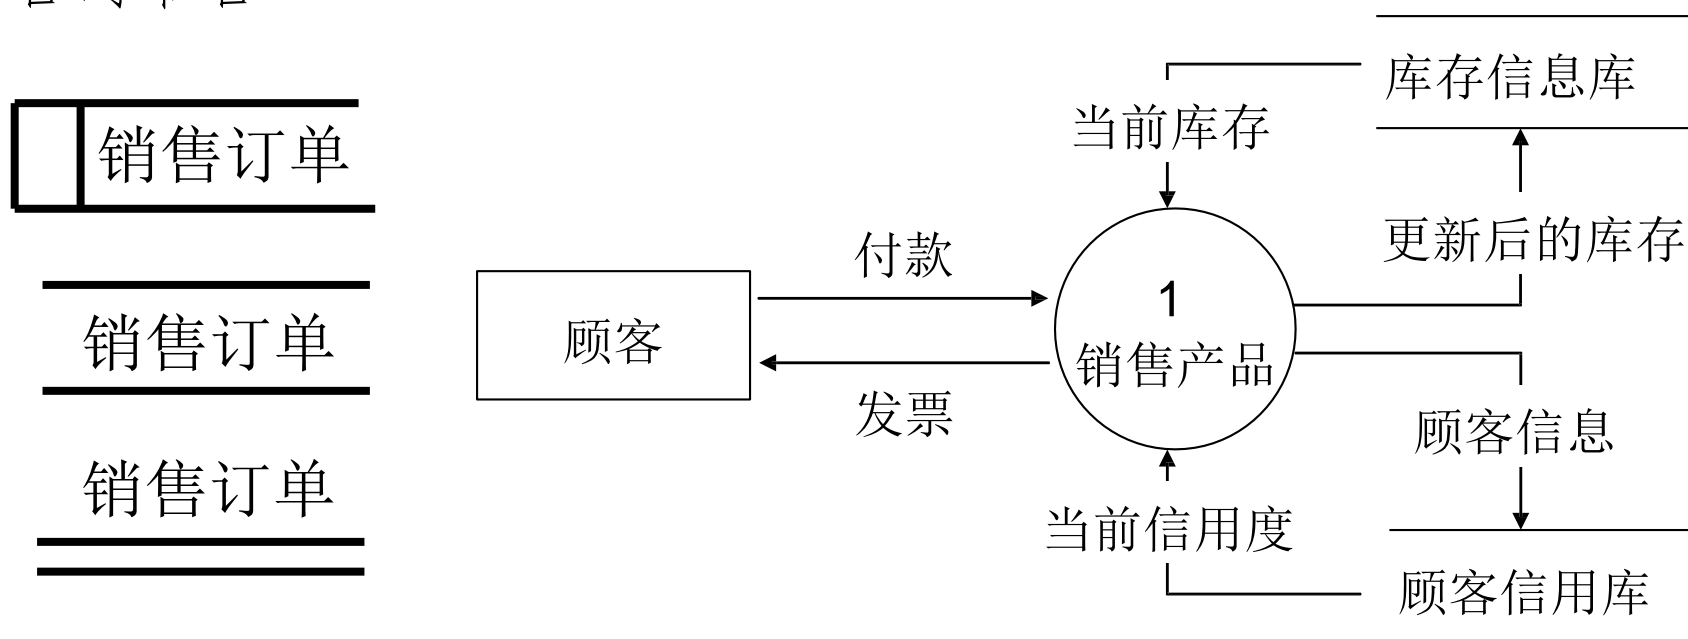 销售订单
销售订单
销售订单
顾客
付款
发票
1
销售产品
当前库存
库存信息库
更新后的库存
顾客信息
当前信用度
顾客信用库